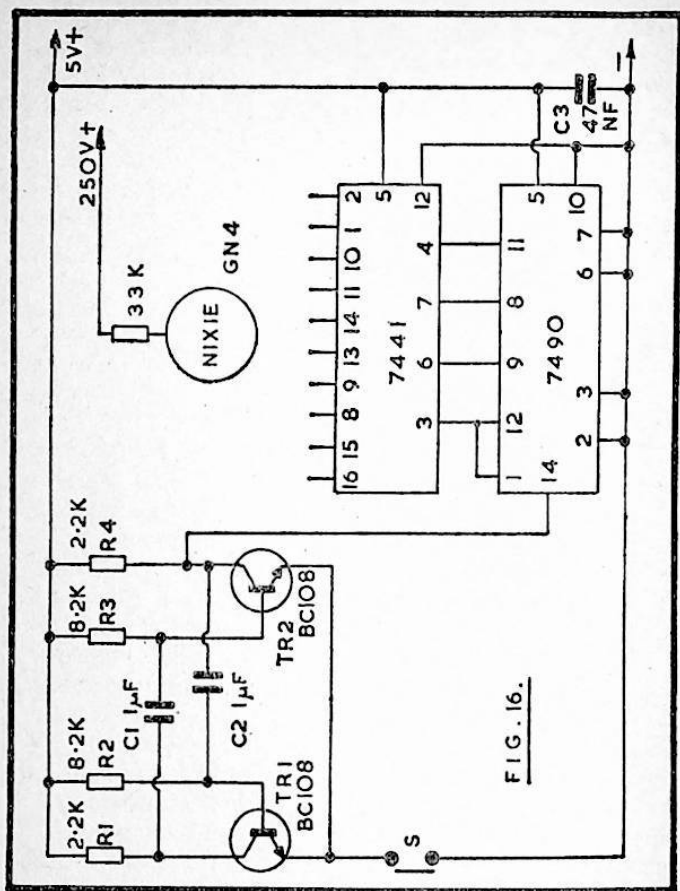 5V+
2·2K
R1
8·2K
R2
8·2K
R3
2·2K
R4
250V+
33K
C1 1µF
C2 1µF
NIXIE
GN4
TR1
BC108
TR2
BC108
16 15 8 9 13 14 11 10 1 2
5
7441
12
3 6 7 4
1 12 9 8 11
5
7490
14
10
2 3 6 7
C3
47
NF
S
FIG.16.
–